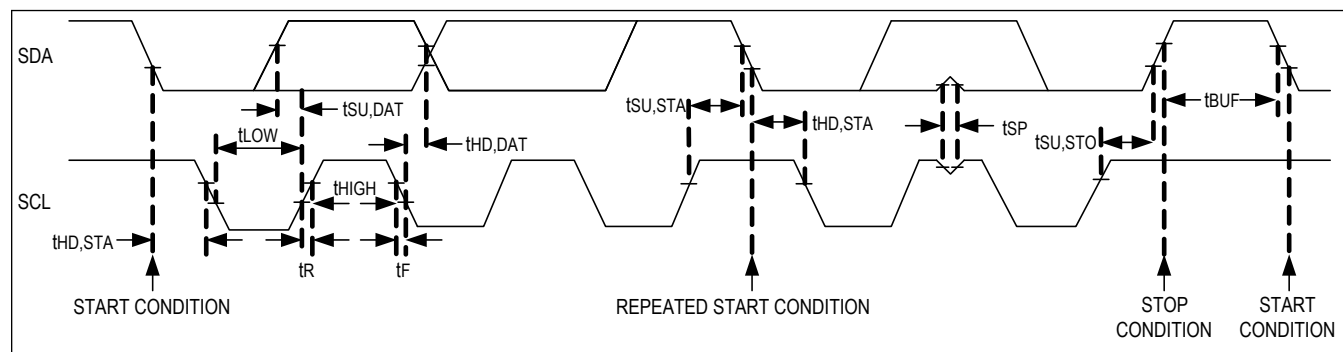 SDA
tSU,DAT
tLOW
tHD,DAT
tSU,STA
tHD,STA
tSP
tSU,STO
tBUF
SCL
tHIGH
tHD,STA
tR
tF
START CONDITION
REPEATED START CONDITION
STOP
CONDITION
START
CONDITION